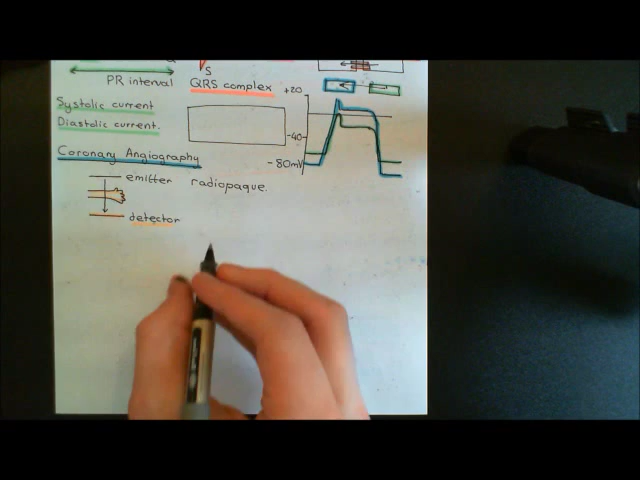 S
PR interval QRS complex +20
Systolic current
Diastolic current. -40
Coronary Angiography -80mV
emitter radiopaque.
detector